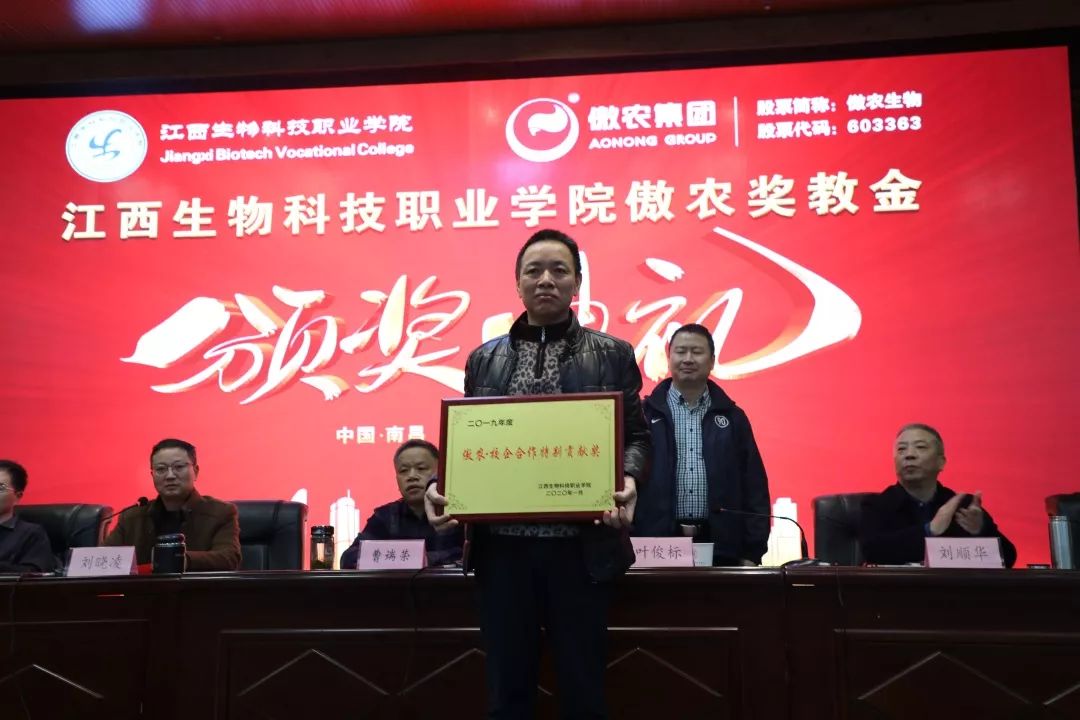 江西生物科技职业学院
Jiangxi Biotech Vocational College
傲农集团
AONONG GROUP
股票简称：傲农生物
股票代码：603363
江西生物科技职业学院傲农奖教金
颁奖典礼
中国·南昌
二〇一九年度
傲农·校企合作特别贡献奖
江西生物科技职业学院
二〇二〇年一月
刘晓凌
曹瑞荣
叶俊标
刘顺华